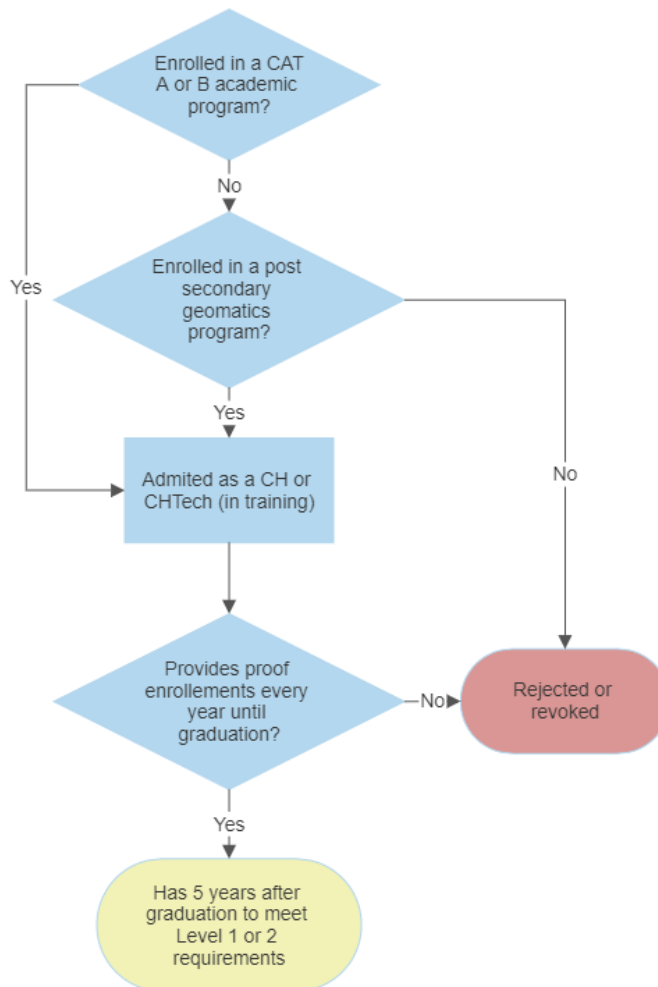 Enrolled in a CAT
A or B academic
program?
No
Enrolled in a post
secondary
geomatics
program?
Yes
Yes
Admited as a CH or
CHTech (in training)
No
Provides proof
enrollements every
year until
graduation?
No
Rejected or
revoked
Yes
Has 5 years after
graduation to meet
Level 1 or 2
requirements